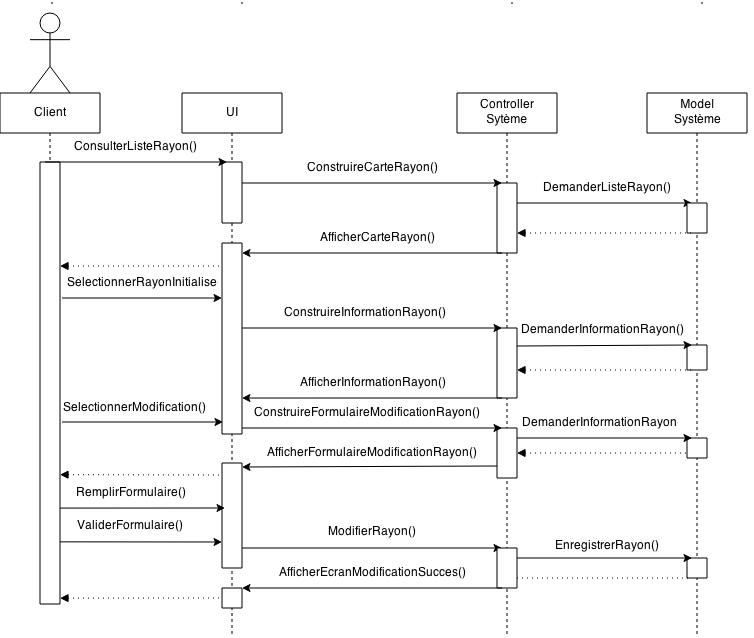 Client
UI
Controller
Sytème
Model
Système
ConsulterListeRayon()
ConstruireCarteRayon()
DemanderListeRayon()
AfficherCarteRayon()
SelectionnerRayonInitialise
ConstruireInformationRayon()
DemanderInformationRayon()
AfficherInformationRayon()
SelectionnerModification()
ConstruireFormulaireModificationRayon()
DemanderInformationRayon
AfficherFormulaireModificationRayon()
RemplirFormulaire()
ValiderFormulaire()
ModifierRayon()
EnregistrerRayon()
AfficherEcranModificationSucces()